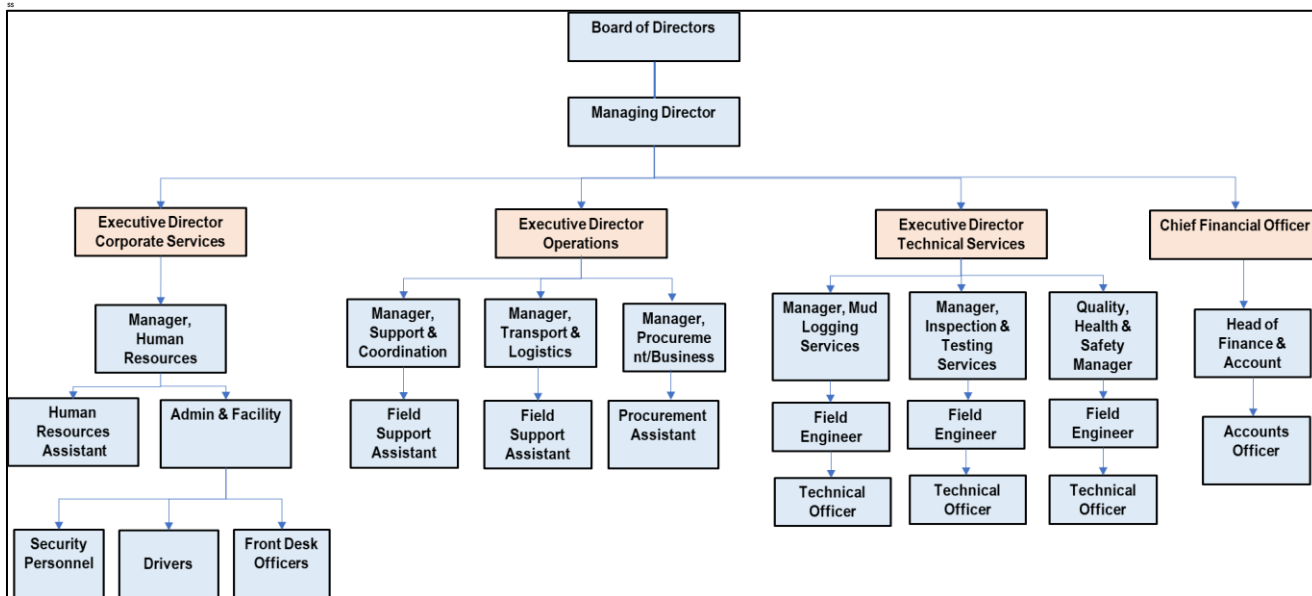 ss
Board of Directors
Managing Director
Executive Director
Corporate Services
Executive Director
Operations
Executive Director
Technical Services
Chief Financial Officer
Manager,
Human
Resources
Manager,
Support &
Coordination
Manager,
Transport &
Logistics
Manager,
Procureme
nt/Business
Manager, Mud
Logging
Services
Manager,
Inspection &
Testing
Services
Quality,
Health &
Safety
Manager
Head of
Finance &
Account
Human
Resources
Assistant
Admin & Facility
Field
Support
Assistant
Field
Support
Assistant
Procurement
Assistant
Field
Engineer
Field
Engineer
Field
Engineer
Accounts
Officer
Technical
Officer
Technical
Officer
Technical
Officer
Security
Personnel
Drivers
Front Desk
Officers